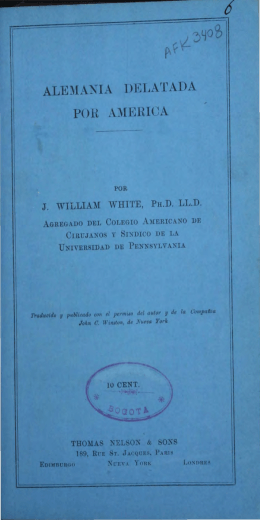 6
AFK 3408
ALEMANIA DELATADA
POR AMERICA
POR
J. WILLIAM WHITE, PH.D. LL.D.
AGREGADO DEL COLEGIO AMERICANO DE
CIRUJANOS Y SINDICO DE LA
UNIVERSIDAD DE PENNSYLVANIA
Traducido y publicado con el permiso del autor y de la Compañia
John C. Winston, de Nueva York
10 CENT.
BOGOTA
THOMAS NELSON & SONS
189, RUE ST. JACQUES, PARIS
EDIMBURGO NUEVA YORK LONDRES